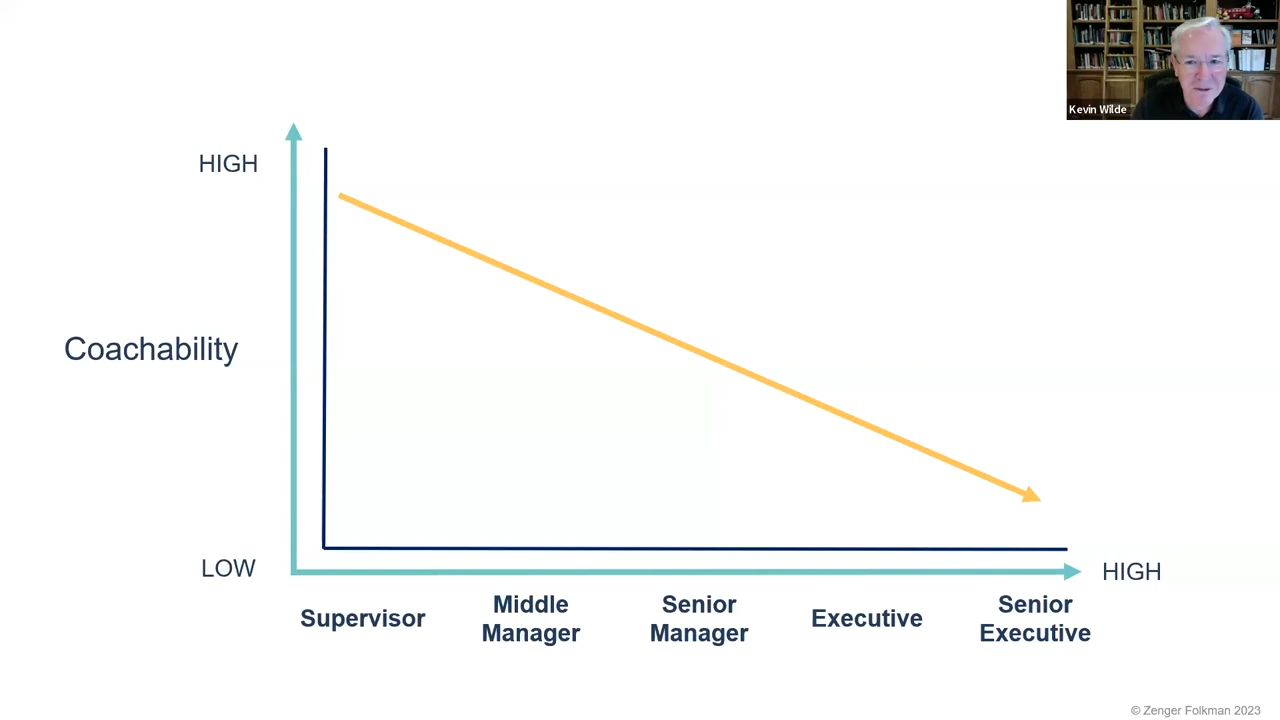 Kevin Wilde
HIGH
Coachability
LOW
HIGH
Supervisor
Middle
Manager
Senior
Manager
Executive
Senior
Executive
© Zenger Folkman 2023